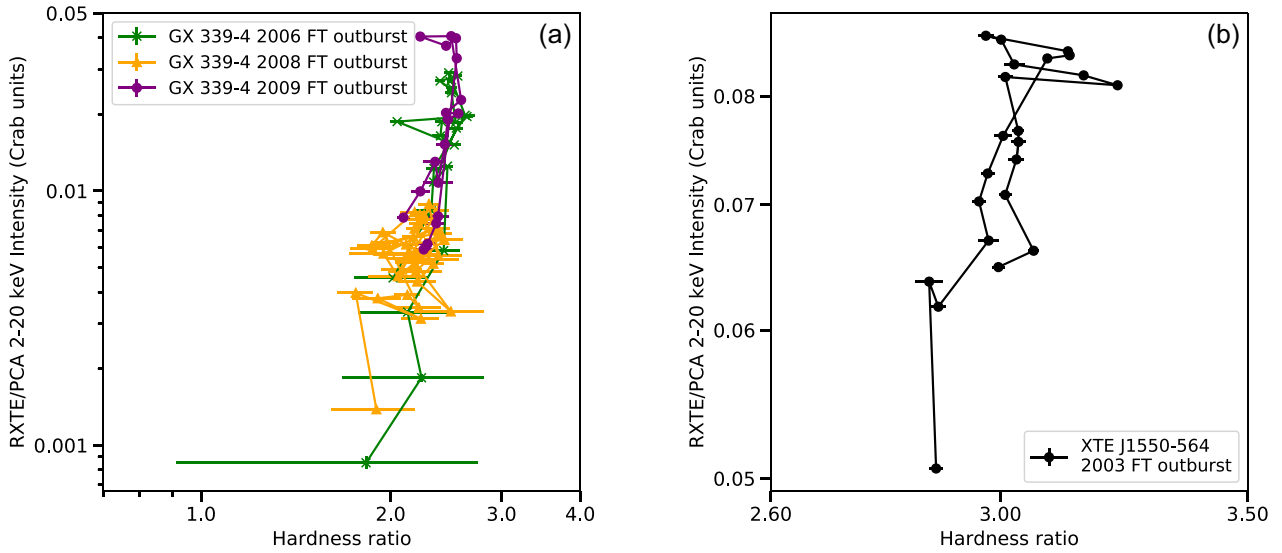 0.05
0.01
0.001
RXTE/PCA 2-20 keV Intensity (Crab units)
(a)
GX 339-4 2006 FT outburst
GX 339-4 2008 FT outburst
GX 339-4 2009 FT outburst
1.0 2.0 3.0 4.0
Hardness ratio
0.08
0.07
0.06
0.05
RXTE/PCA 2-20 keV Intensity (Crab units)
(b)
XTE J1550-564
2003 FT outburst
2.60 3.00 3.50
Hardness ratio